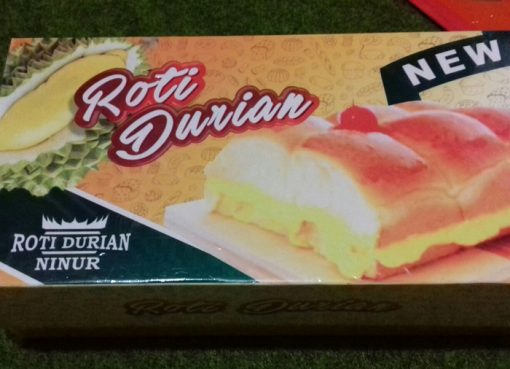 Roti
Durian
NEW
ROTI DURIAN
NINUR
Roti Durian